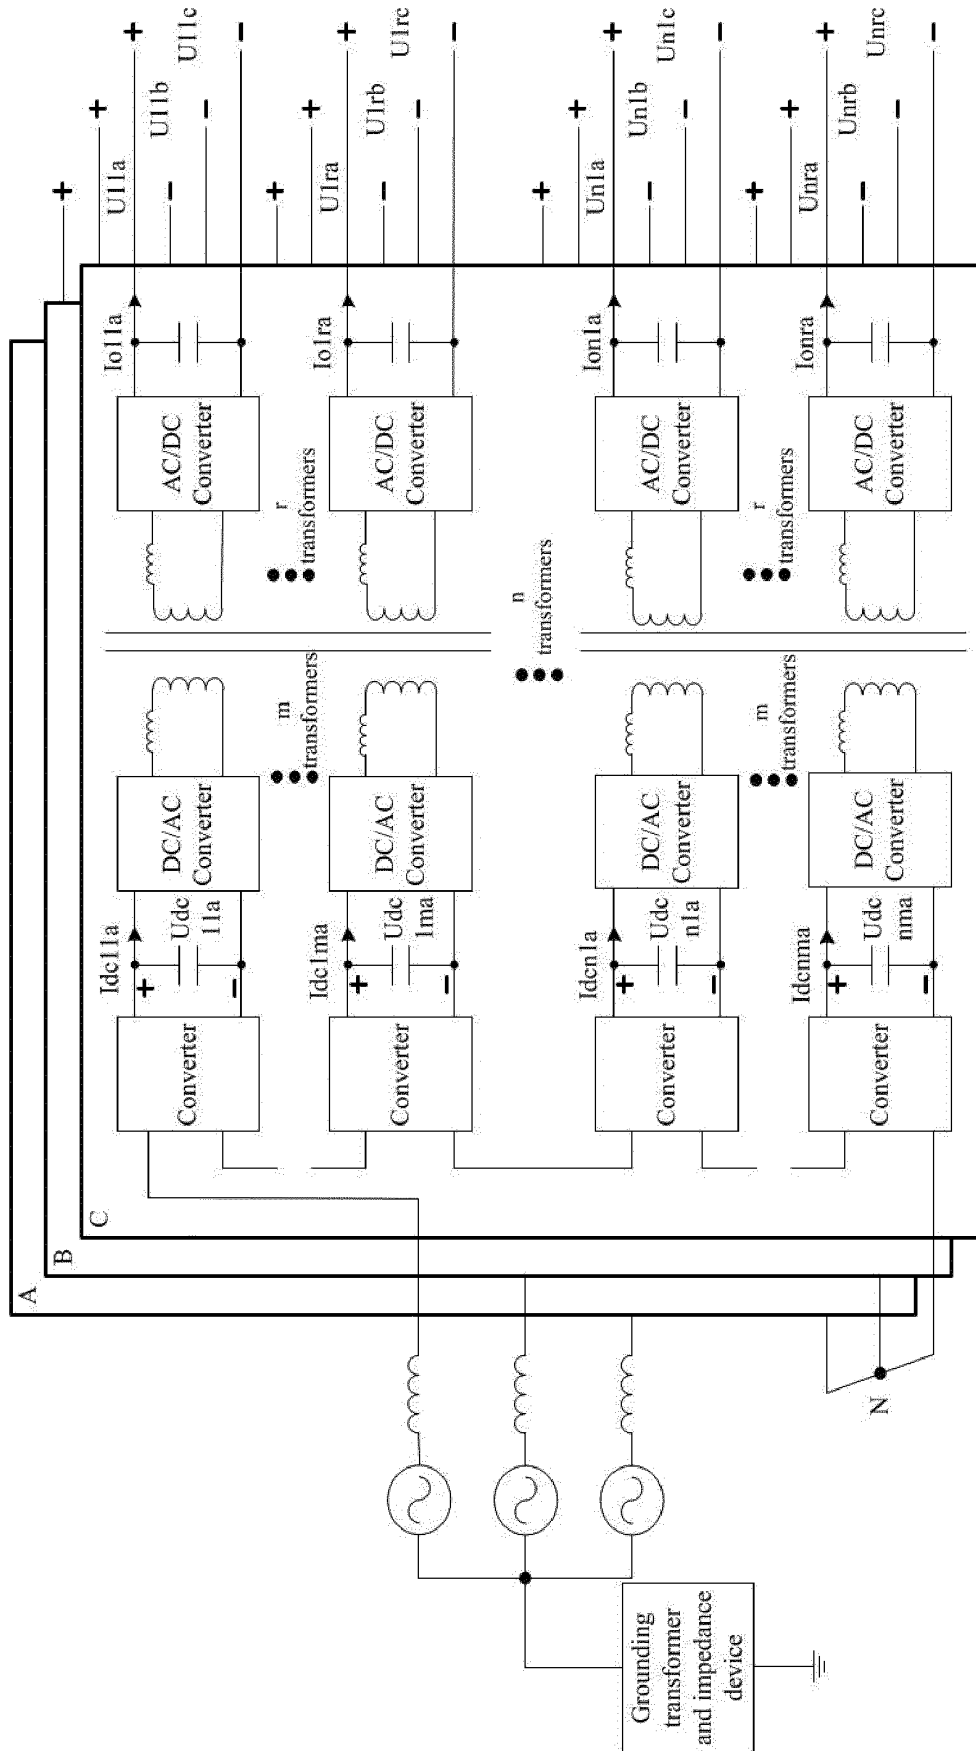 A
B
C
Converter
Idc11a
Udc
11a
DC/AC
Converter
AC/DC
Converter
Io11a
U11a
U11b
U11c
m
transformers
r
transformers
Converter
Idc1ma
Udc
1ma
DC/AC
Converter
AC/DC
Converter
Io1ra
U1ra
U1rb
U1rc
n
transformers
Converter
Idcn1a
Udc
n1a
DC/AC
Converter
AC/DC
Converter
Ion1a
Un1a
Un1b
Un1c
m
transformers
r
transformers
Converter
Idcnma
Udc
nma
DC/AC
Converter
AC/DC
Converter
Ionra
Unra
Unrb
Unrc
N
Grounding
transformer
and impedance
device